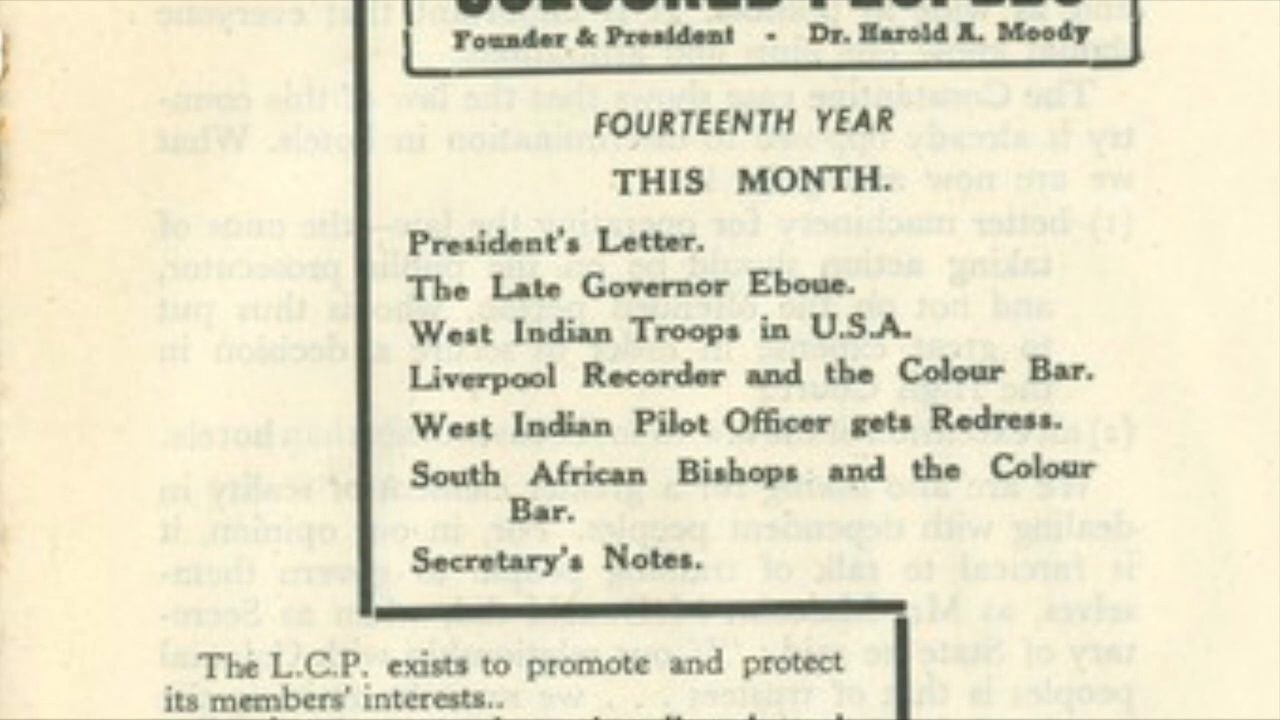 COLOURED PEOPLES
Founder & President - Dr. Harold A. Moody
FOURTEENTH YEAR
THIS MONTH.
President's Letter.
The Late Governor Eboue.
West Indian Troops in U.S.A.
Liverpool Recorder and the Colour Bar.
West Indian Pilot Officer gets Redress.
South African Bishops and the Colour
Bar.
Secretary's Notes.
The L.C.P. exists to promote and protect
its members' interests..